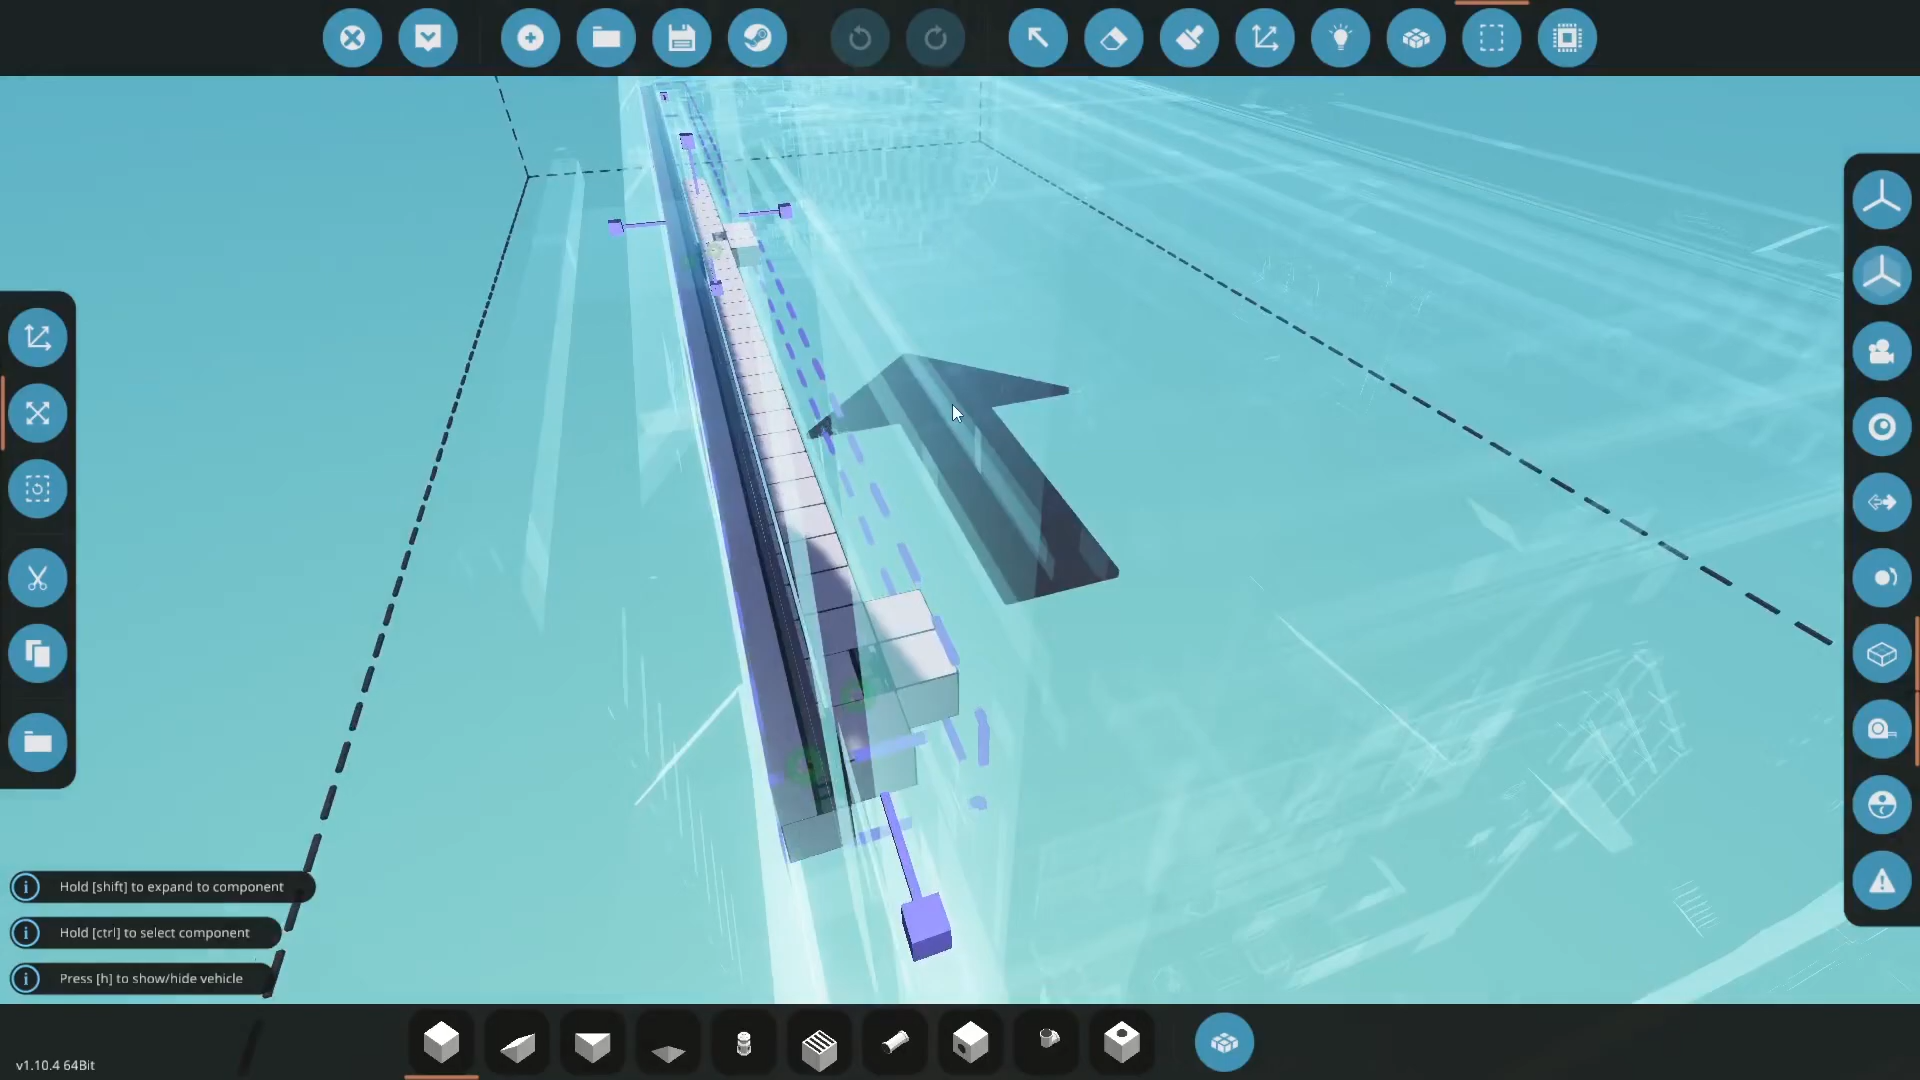 Hold [shift] to expand to component
Hold [ctrl] to select component
Press [h] to show/hide vehicle
v1.10.4 64Bit